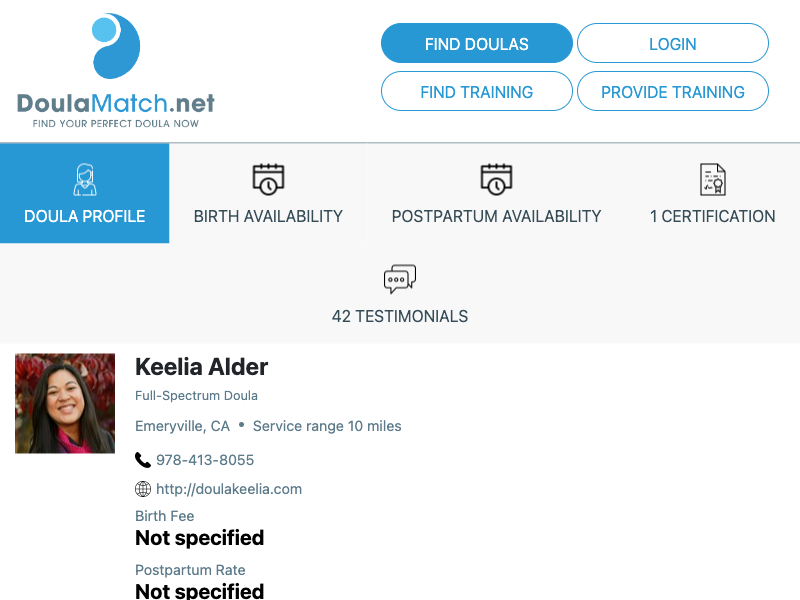 DoulaMatch.net
FIND YOUR PERFECT DOULA NOW
FIND DOULAS
LOGIN
FIND TRAINING
PROVIDE TRAINING
DOULA PROFILE
BIRTH AVAILABILITY
POSTPARTUM AVAILABILITY
1 CERTIFICATION
42 TESTIMONIALS
Keelia Alder
Full-Spectrum Doula
Emeryville, CA • Service range 10 miles
978-413-8055
http://doulakeelia.com
Birth Fee
Not specified
Postpartum Rate
Not specified